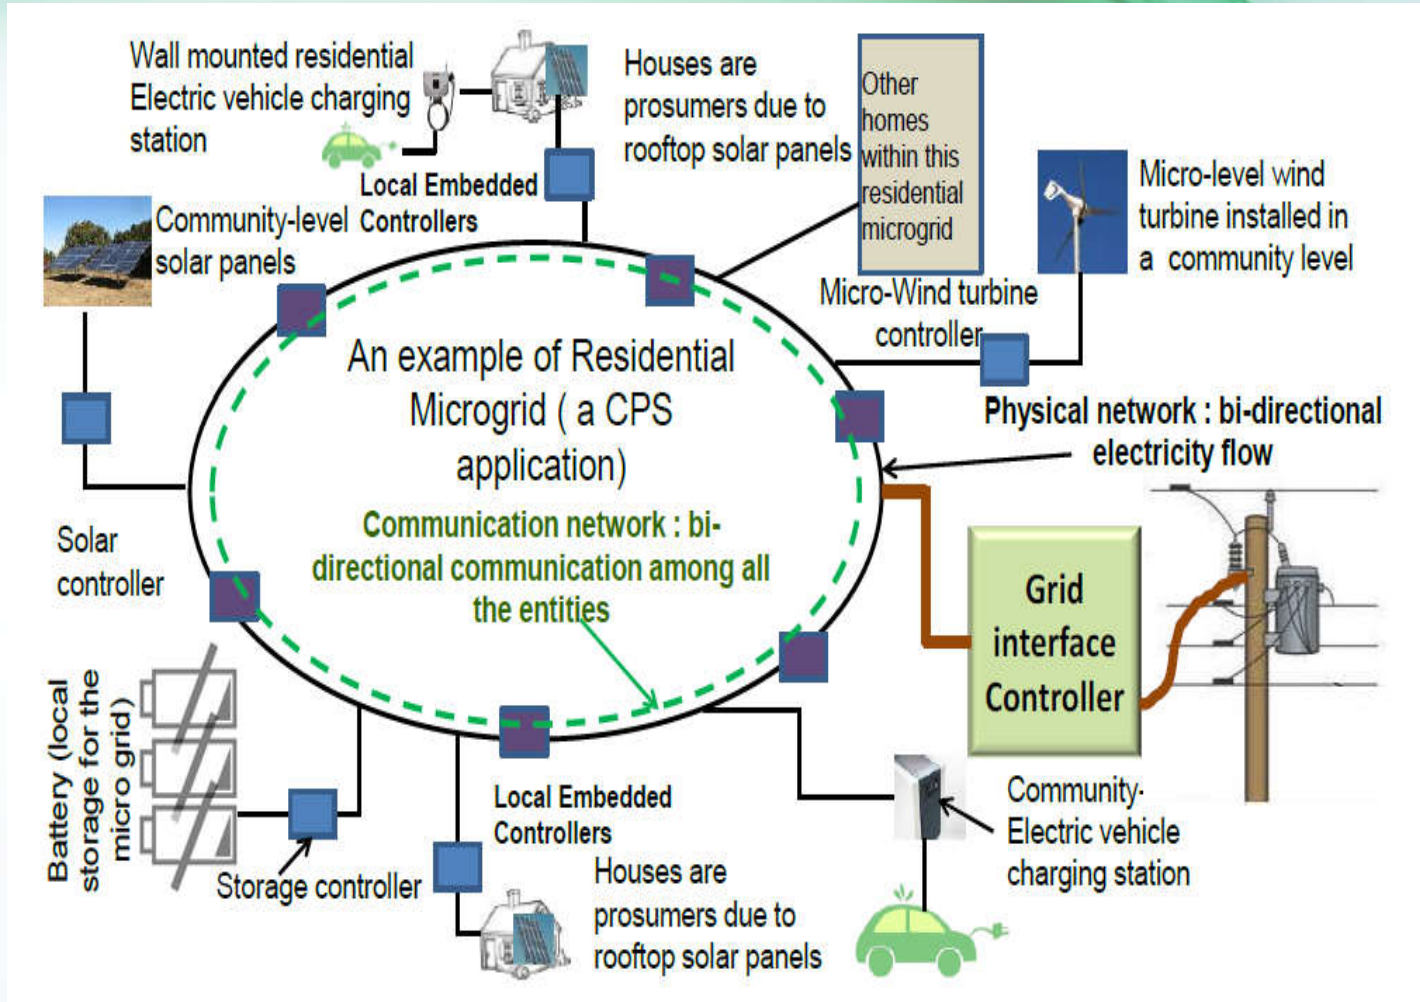 Wall mounted residential
Electric vehicle charging
station
Houses are
prosumers due to
rooftop solar panels
Other
homes
within this
residential
microgrid
Micro-level wind
turbine installed in
a community level
Local Embedded
Controllers
Community-level
solar panels
Micro-Wind turbine
controller
An example of Residential
Microgrid ( a CPS
application)
Physical network : bi-directional
electricity flow
Communication network : bi-
directional communication among all
the entities
Solar
controller
Grid
interface
Controller
Battery (local
storage for the
micro grid)
Storage controller
Local Embedded
Controllers
Houses are
prosumers due to
rooftop solar panels
Community-
Electric vehicle
charging station